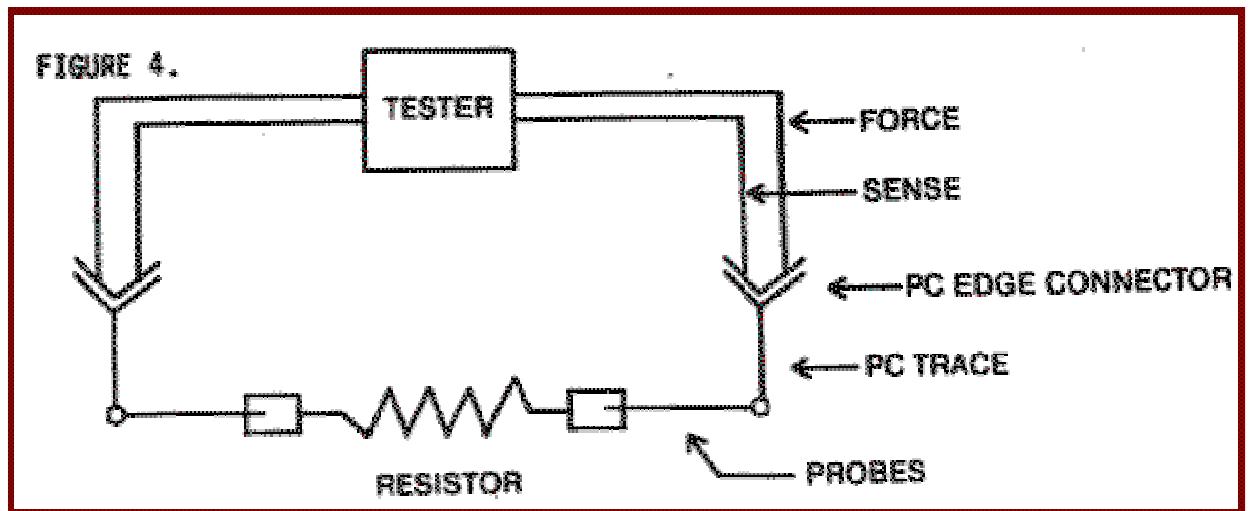 FIGURE 4.
TESTER
FORCE
SENSE
PC EDGE CONNECTOR
PC TRACE
PROBES
RESISTOR